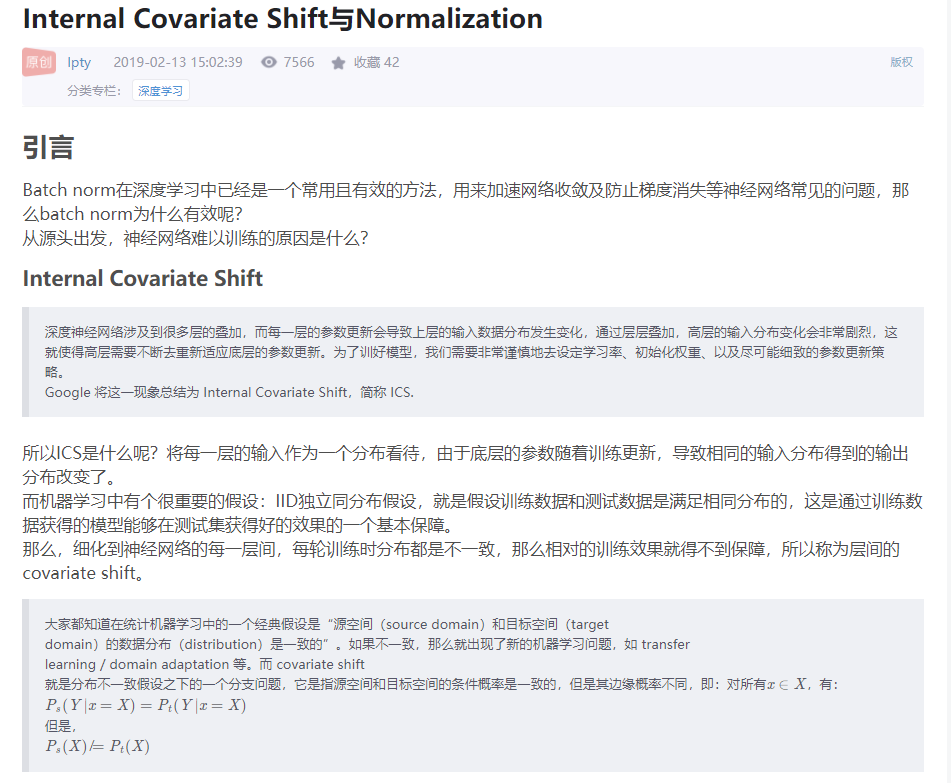 Internal Covariate Shift与Normalization
原创 lpty 2019-02-13 15:02:39 7566 收藏 42 版权
分类专栏： 深度学习
引言
Batch norm在深度学习中已经是一个常用且有效的方法，用来加速网络收敛及防止梯度消失等神经网络常见的问题，那
么batch norm为什么有效呢？
从源头出发，神经网络难以训练的原因是什么？
Internal Covariate Shift
深度神经网络涉及到很多层的叠加，而每一层的参数更新会导致上层的输入数据分布发生变化，通过层层叠加，高层的输入分布变化会非常剧烈，这
就使得高层需要不断去重新适应底层的参数更新。为了训好模型，我们需要非常谨慎地去设定学习率、初始化权重、以及尽可能细致的参数更新策
略。
Google 将这一现象总结为 Internal Covariate Shift，简称 ICS.
所以ICS是什么呢？将每一层的输入作为一个分布看待，由于底层的参数随着训练更新，导致相同的输入分布得到的输出
分布改变了。
而机器学习中有个很重要的假设：IID独立同分布假设，就是假设训练数据和测试数据是满足相同分布的，这是通过训练数
据获得的模型能够在测试集获得好的效果的一个基本保障。
那么，细化到神经网络的每一层间，每轮训练时分布都是不一致，那么相对的训练效果就得不到保障，所以称为层间的
covariate shift。
大家都知道在统计机器学习中的一个经典假设是“源空间（source domain）和目标空间（target
domain）的数据分布（distribution）是一致的”。如果不一致，那么就出现了新的机器学习问题，如 transfer
learning / domain adaptation 等。而 covariate shift
就是分布不一致假设之下的一个分支问题，它是指源空间和目标空间的条件概率是一致的，但是其边缘概率不同，即：对所有x ∈ X，有：
Pₛ(Y|x = X) = Pₜ(Y|x = X)
但是，
Pₛ(X)/= Pₜ(X)